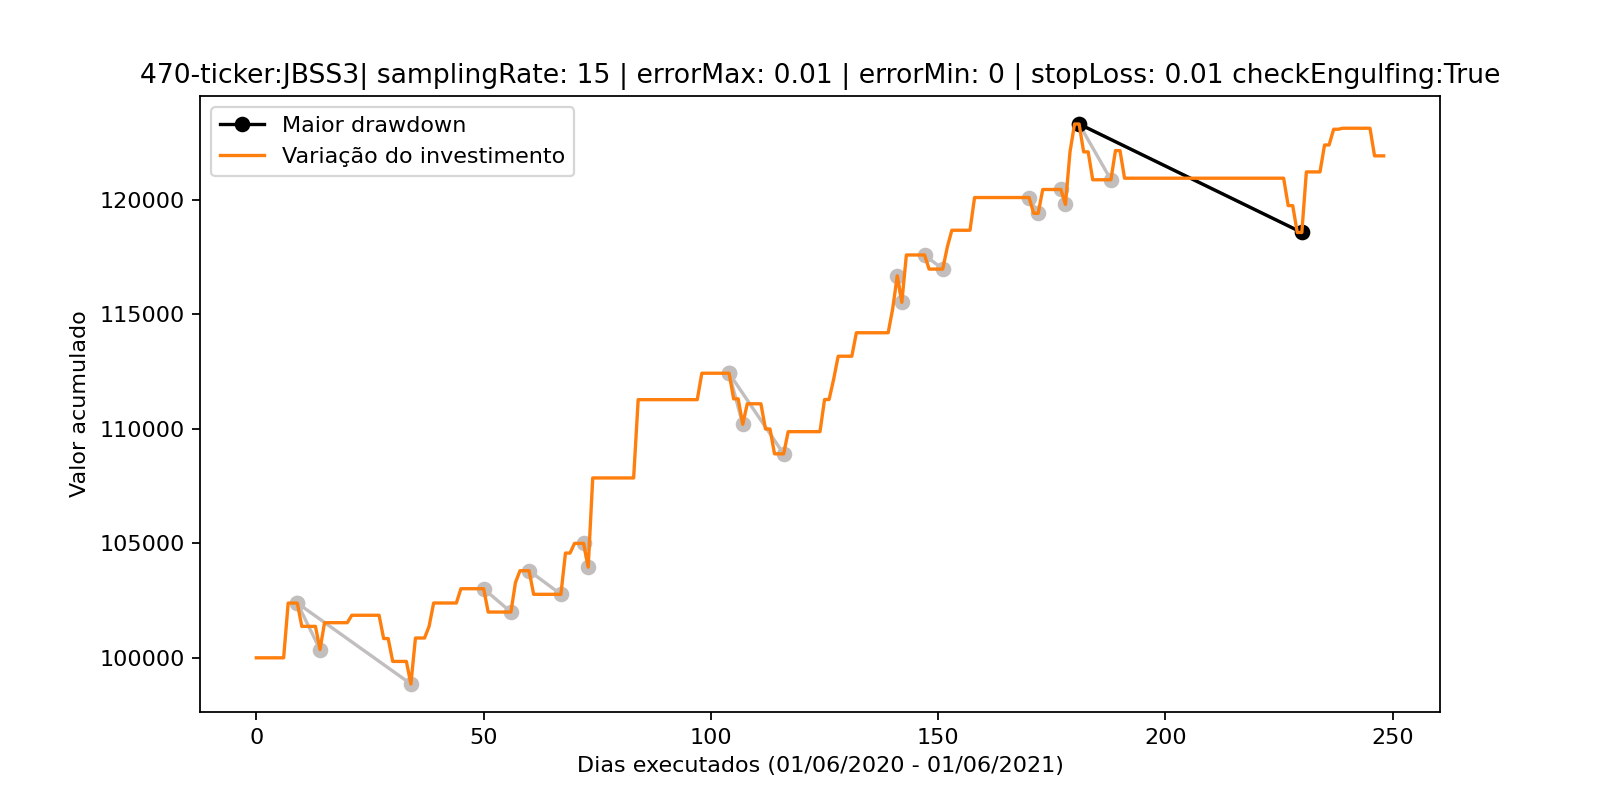 470-ticker:JBSS3| samplingRate: 15 | errorMax: 0.01 | errorMin: 0 | stopLoss: 0.01 checkEngulfing:True
Maior drawdown
Variação do investimento
Valor acumulado
120000
115000
110000
105000
100000
0 50 100 150 200 250
Dias executados (01/06/2020 - 01/06/2021)